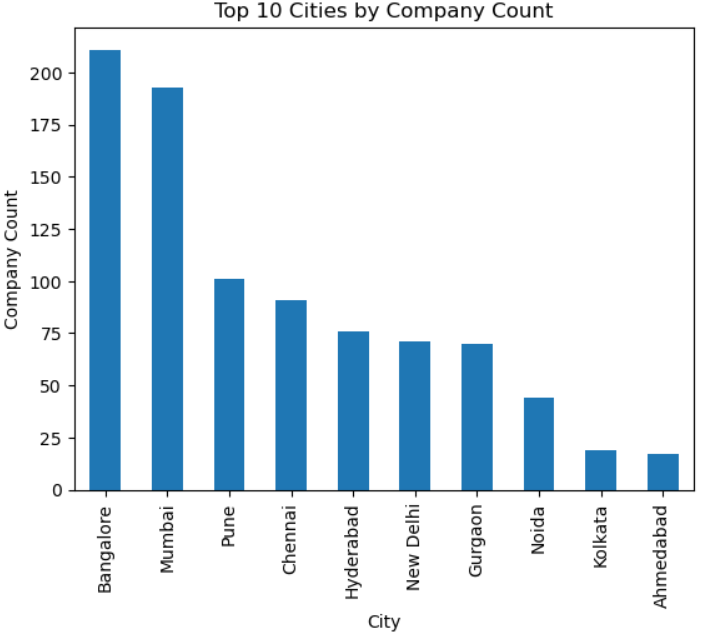 Top 10 Cities by Company Count
Company Count
200
175
150
125
100
75
50
25
0
Bangalore
Mumbai
Pune
Chennai
Hyderabad
New Delhi
Gurgaon
Noida
Kolkata
Ahmedabad
City